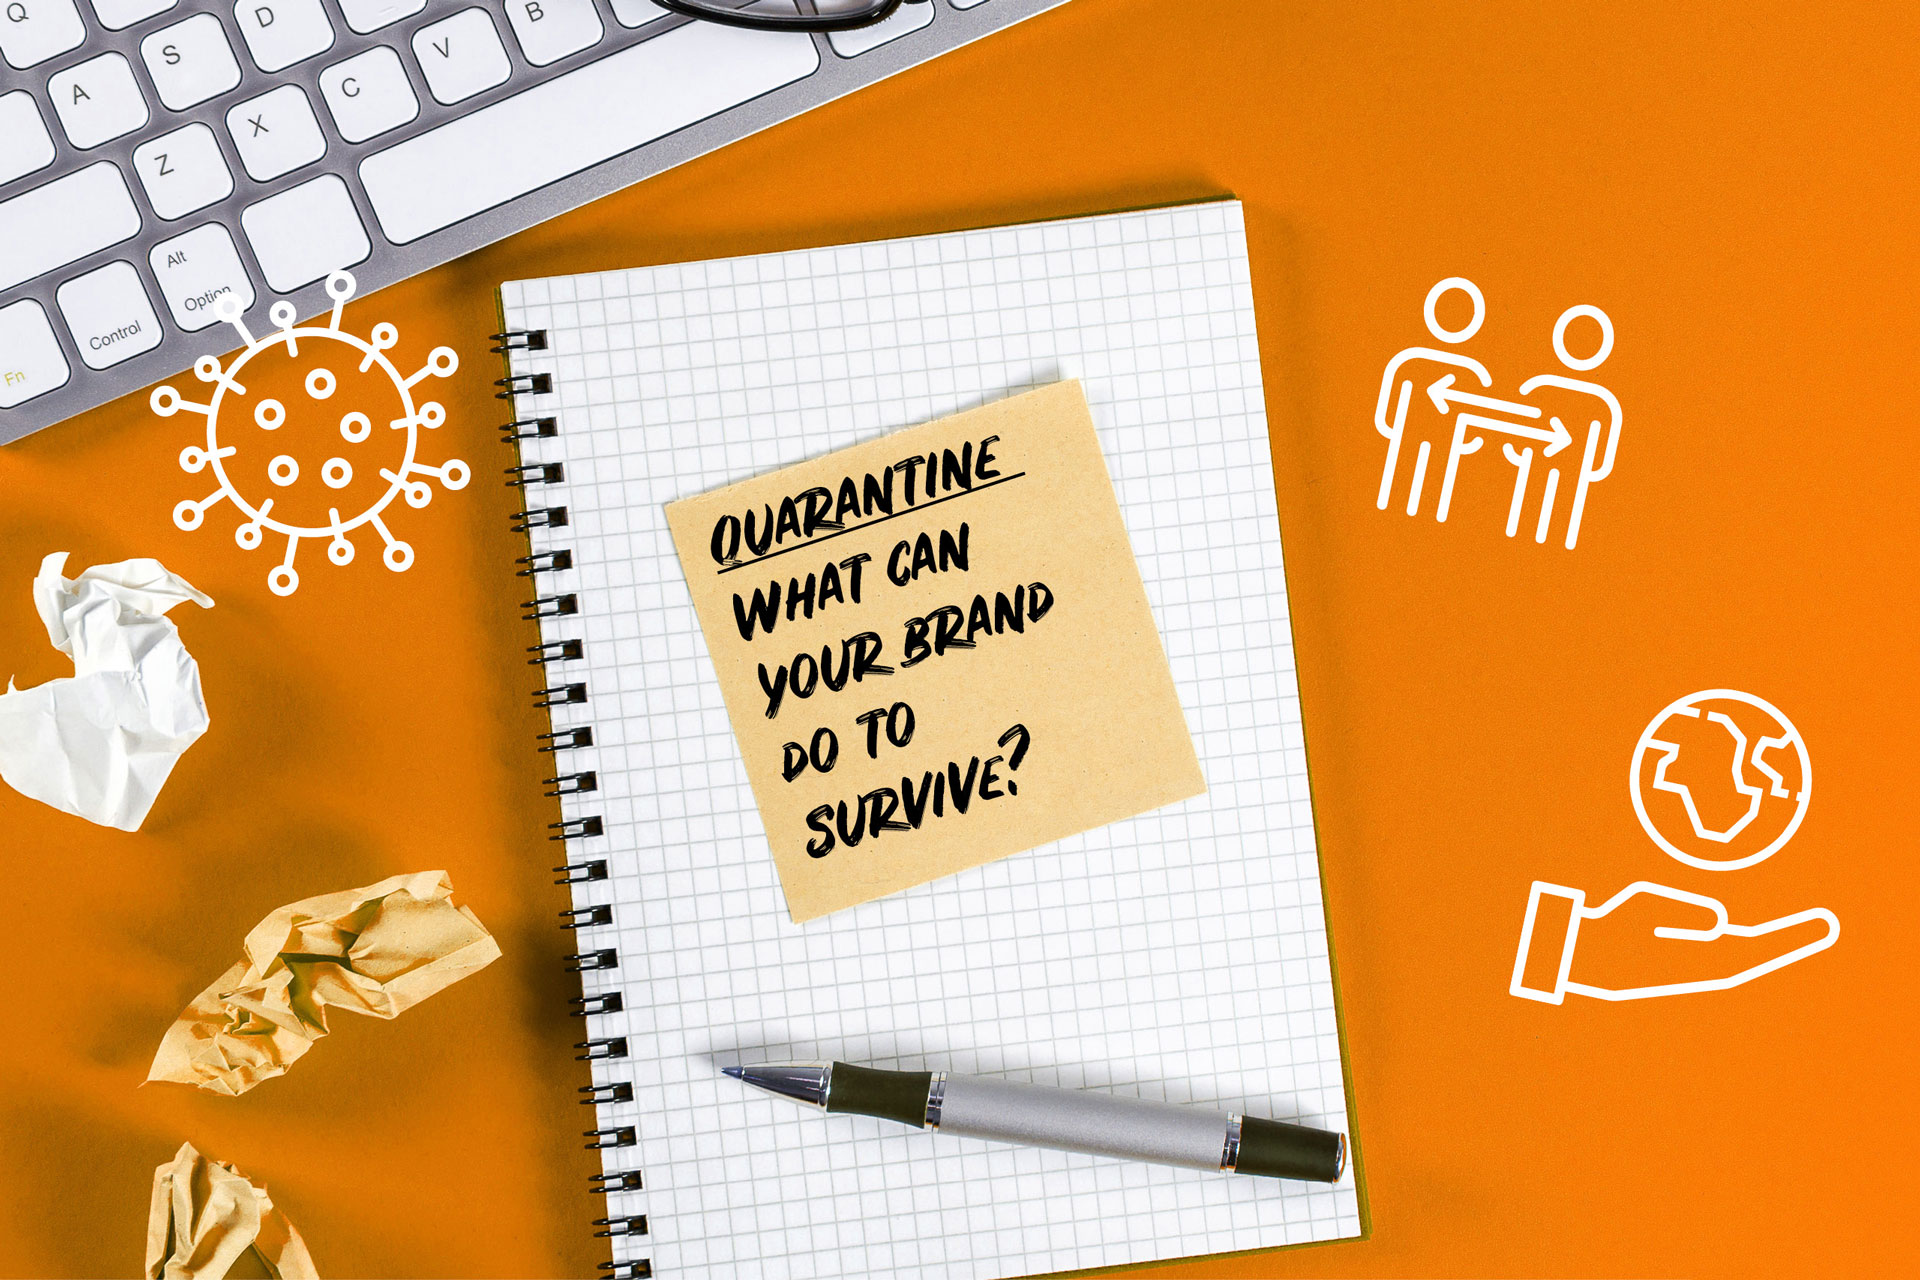 Q
D
B
S
V
A
C
X
Z
Alt
Option
Control
Fn
QUARANTINE
WHAT CAN
YOUR BRAND
DO TO
SURVIVE?